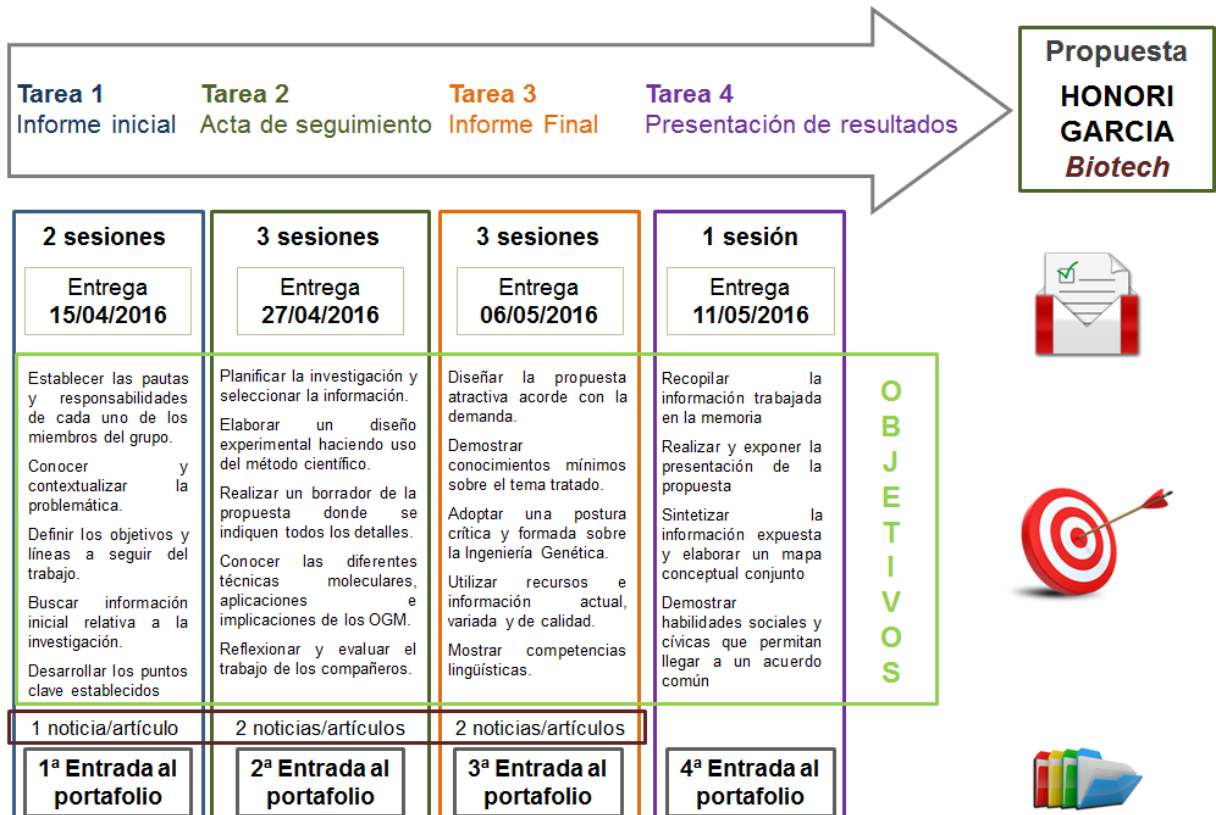 Tarea 1
Informe inicial
Tarea 2
Acta de seguimiento
Tarea 3
Informe Final
Tarea 4
Presentación de resultados
Propuesta
HONORI
GARCIA
Biotech
2 sesiones
Entrega
15/04/2016
Establecer las pautas
y responsabilidades
de cada uno de los
miembros del grupo.
Conocer y
contextualizar la
problemática.
Definir los objetivos y
líneas a seguir del
trabajo.
Buscar información
inicial relativa a la
investigación.
Desarrollar los puntos
clave establecidos
1 noticia/artículo
1ª Entrada al
portafolio
3 sesiones
Entrega
27/04/2016
Planificar la investigación y
seleccionar la información.
Elaborar un diseño
experimental haciendo uso
del método científico.
Realizar un borrador de la
propuesta donde se
indiquen todos los detalles.
Conocer las diferentes
técnicas moleculares,
aplicaciones e
implicaciones de los OGM.
Reflexionar y evaluar el
trabajo de los compañeros.
2 noticias/artículos
2ª Entrada al
portafolio
3 sesiones
Entrega
06/05/2016
Diseñar la propuesta
atractiva acorde con la
demanda.
Demostrar
conocimientos mínimos
sobre el tema tratado.
Adoptar una postura
crítica y formada sobre
la Ingeniería Genética.
Utilizar recursos e
información actual,
variada y de calidad.
Mostrar competencias
lingüísticas.
2 noticias/artículos
3ª Entrada al
portafolio
1 sesión
Entrega
11/05/2016
Recopilar la
información trabajada
en la memoria
Realizar y exponer la
presentación de la
propuesta
Sintetizar la
información expuesta
y elaborar un mapa
conceptual conjunto
Demostrar
habilidades sociales y
cívicas que permitan
llegar a un acuerdo
común
4ª Entrada al
portafolio
OBJETIVOS